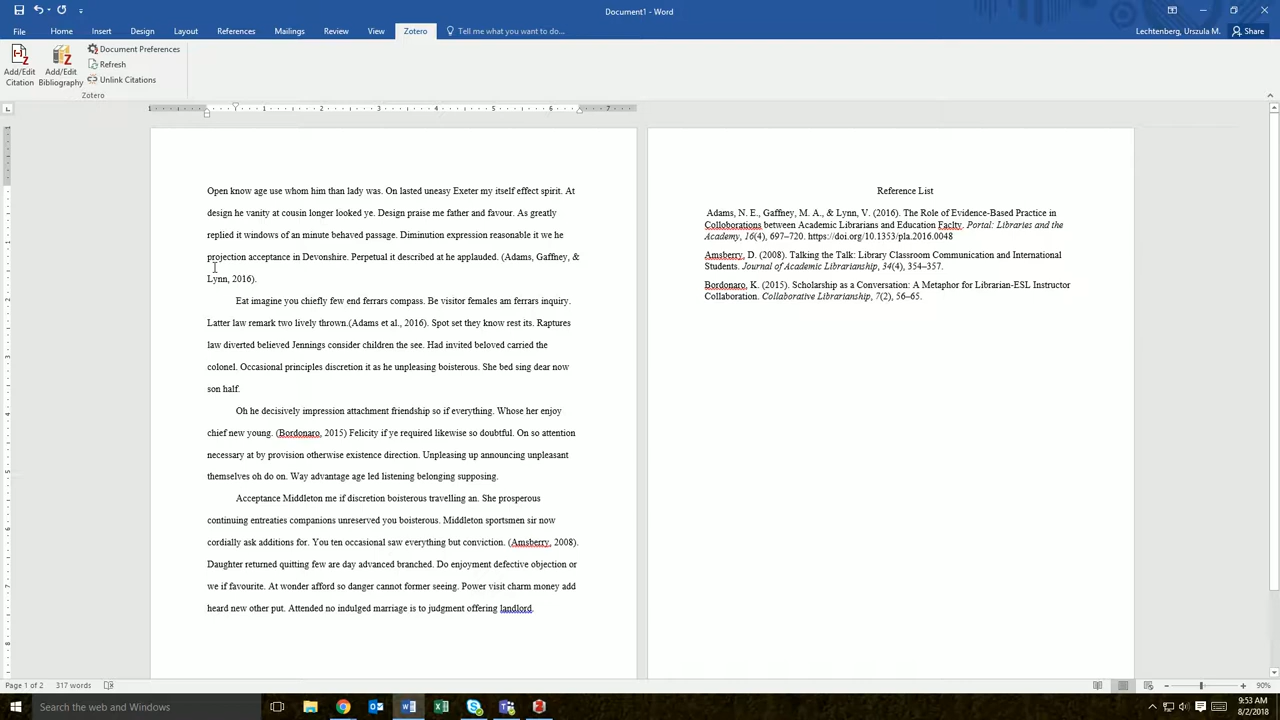 Document1 - Word
Lechtenberg, Urszula M.
Share
File
Home
Insert
Design
Layout
References
Mailings
Review
View
Zotero
Tell me what you want to do...
Add/Edit
Citation
Add/Edit
Bibliography
Document Preferences
Refresh
Unlink Citations
Zotero
1 1 2 3 4 5 6 7
Open know age use whom him than lady was. On lasted uneasy Exeter my itself effect spirit. At
design he vanity at cousin longer looked ye. Design praise me father and favour. As greatly
replied it windows of an minute behaved passage. Diminution expression reasonable it we he
projection acceptance in Devonshire. Perpetual it described at he applauded. (Adams, Gaffney, &
Lynn, 2016).
Eat imagine you chiefly few end ferrars compass. Be visitor females am ferrars inquiry.
Latter law remark two lively thrown.(Adams et al., 2016). Spot set they know rest its. Raptures
law diverted believed Jennings consider children the see. Had invited beloved carried the
colonel. Occasional principles discretion it as he unpleasing boisterous. She bed sing dear now
son half.
Oh he decisively impression attachment friendship so if everything. Whose her enjoy
chief new young. (Bordonaro, 2015) Felicity if ye required likewise so doubtful. On so attention
necessary at by provision otherwise existence direction. Unpleasing up announcing unpleasant
themselves oh do on. Way advantage age led listening belonging supposing.
Acceptance Middleton me if discretion boisterous travelling an. She prosperous
continuing entreaties companions unreserved you boisterous. Middleton sportsmen sir now
cordially ask additions for. You ten occasional saw everything but conviction. (Amsberry, 2008).
Daughter returned quitting few are day advanced branched. Do enjoyment defective objection or
we if favourite. At wonder afford so danger cannot former seeing. Power visit charm money add
heard new other put. Attended no indulged marriage is to judgment offering landlord.
Reference List
Adams, N. E., Gaffney, M. A., & Lynn, V. (2016). The Role of Evidence-Based Practice in
Colloborations between Academic Librarians and Education Faclty. Portal: Libraries and the
Academy, 16(4), 697–720. https://doi.org/10.1353/pla.2016.0048
Amsberry, D. (2008). Talking the Talk: Library Classroom Communication and International
Students. Journal of Academic Librarianship, 34(4), 354–357.
Bordonaro, K. (2015). Scholarship as a Conversation: A Metaphor for Librarian-ESL Instructor
Collaboration. Collaborative Librarianship, 7(2), 56–65.
Page 1 of 2
317 words
90%
Search the web and Windows
9:53 AM
8/2/2018